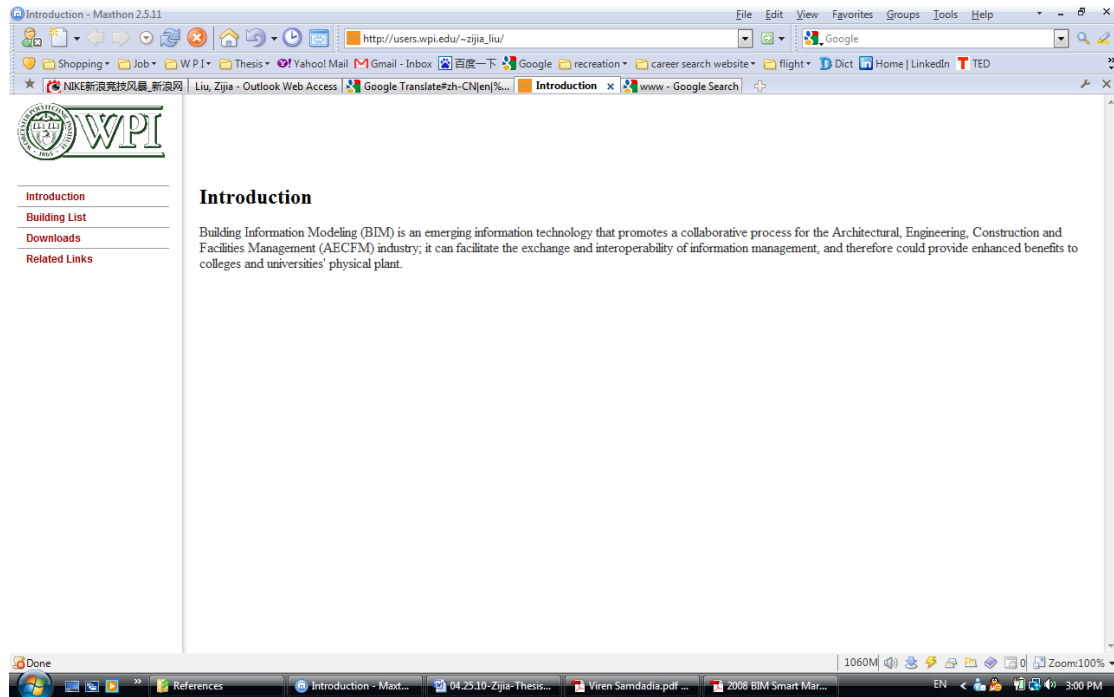 Introduction - Maxthon 2.5.11
File Edit View Favorites Groups Tools Help
http://users.wpi.edu/~zijia_liu/
Google
Shopping Job W P I Thesis Yahoo! Mail Gmail - Inbox 百度一下 Google recreation career search website flight Dict Home | LinkedIn TED
NIKE新浪竞技风暴_新浪网 Liu, Zijia - Outlook Web Access Google Translate#zh-CN|en|%... Introduction www - Google Search
WPI
1865
Introduction
Building List
Downloads
Related Links
Introduction
Building Information Modeling (BIM) is an emerging information technology that promotes a collaborative process for the Architectural, Engineering, Construction and
Facilities Management (AECFM) industry; it can facilitate the exchange and interoperability of information management, and therefore could provide enhanced benefits to
colleges and universities' physical plant.
Done
1060M 0 Zoom:100%
References Introduction - Maxt... 04.25.10-Zijia-Thesis... Viren Samdadia.pdf ... 2008 BIM Smart Mar... EN 3:00 PM